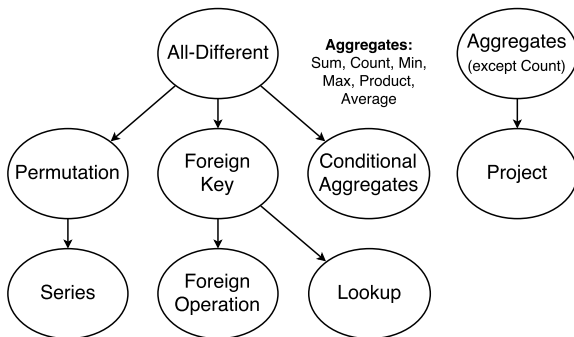 All-Different
Aggregates:
Sum, Count, Min,
Max, Product,
Average
Aggregates
(except Count)
Permutation
Foreign
Key
Conditional
Aggregates
Project
Series
Foreign
Operation
Lookup